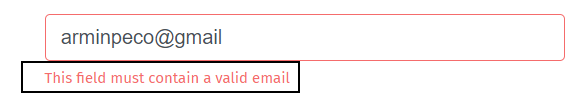 arminpeco@gmail
This field must contain a valid email